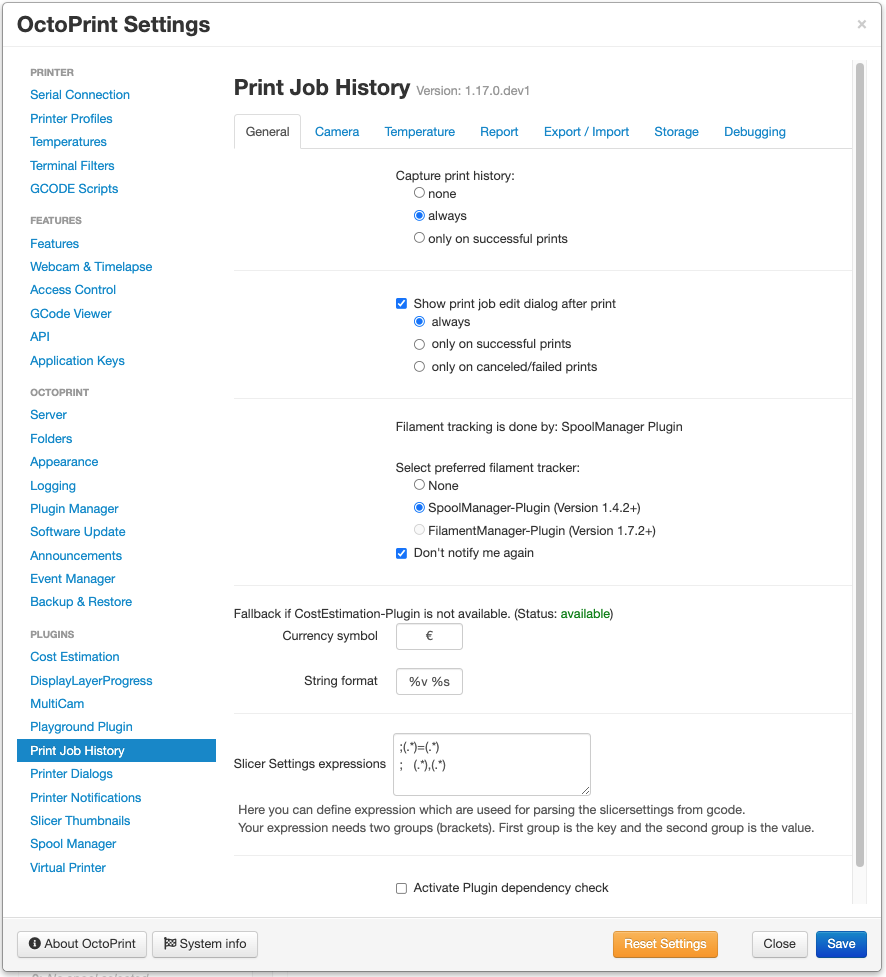 OctoPrint Settings
×
PRINTER
Serial Connection
Printer Profiles
Temperatures
Terminal Filters
GCODE Scripts
FEATURES
Features
Webcam & Timelapse
Access Control
GCode Viewer
API
Application Keys
OCTOPRINT
Server
Folders
Appearance
Logging
Plugin Manager
Software Update
Announcements
Event Manager
Backup & Restore
PLUGINS
Cost Estimation
DisplayLayerProgress
MultiCam
Playground Plugin
Print Job History
Printer Dialogs
Printer Notifications
Slicer Thumbnails
Spool Manager
Virtual Printer
Print Job History Version: 1.17.0.dev1
General Camera Temperature Report Export / Import Storage Debugging
Capture print history:
none
always
only on successful prints
Show print job edit dialog after print
always
only on successful prints
only on canceled/failed prints
Filament tracking is done by: SpoolManager Plugin
Select preferred filament tracker:
None
SpoolManager-Plugin (Version 1.4.2+)
FilamentManager-Plugin (Version 1.7.2+)
Don't notify me again
Fallback if CostEstimation-Plugin is not available. (Status: available)
Currency symbol €
String format %v %s
Slicer Settings expressions
;(.*)=(.*)
;   (.*),(.*)
Here you can define expression which are useed for parsing the slicersettings from gcode.
Your expression needs two groups (brackets). First group is the key and the second group is the value.
Activate Plugin dependency check
About OctoPrint System info Reset Settings Close Save